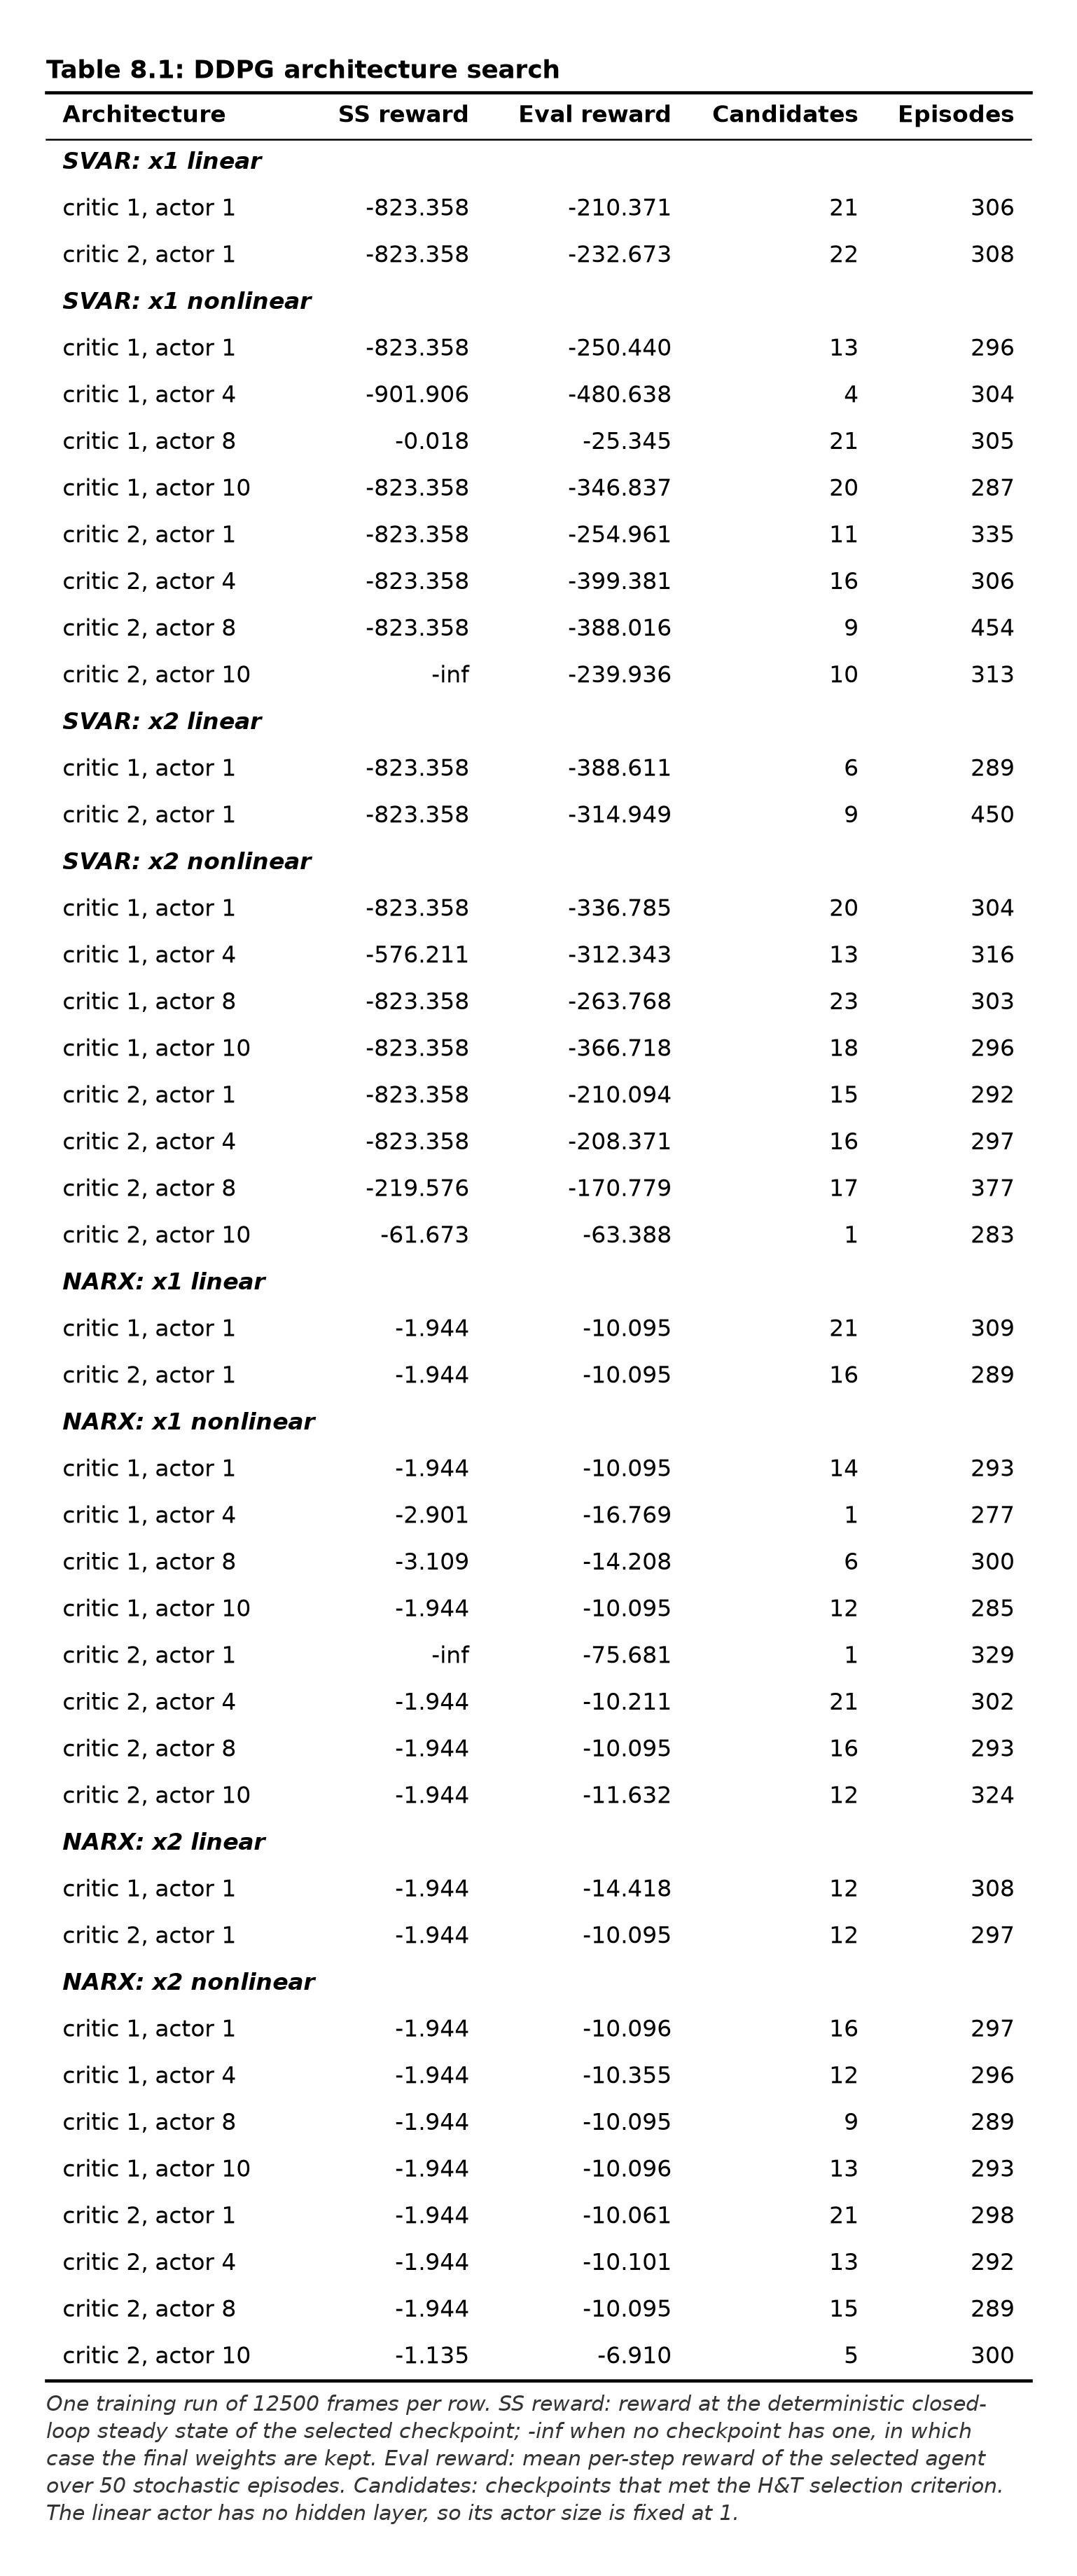 Table 8.1: DDPG architecture search
Architecture SS reward Eval reward Candidates Episodes
SVAR: x1 linear
critic 1, actor 1 -823.358 -210.371 21 306
critic 2, actor 1 -823.358 -232.673 22 308
SVAR: x1 nonlinear
critic 1, actor 1 -823.358 -250.440 13 296
critic 1, actor 4 -901.906 -480.638 4 304
critic 1, actor 8 -0.018 -25.345 21 305
critic 1, actor 10 -823.358 -346.837 20 287
critic 2, actor 1 -823.358 -254.961 11 335
critic 2, actor 4 -823.358 -399.381 16 306
critic 2, actor 8 -823.358 -388.016 9 454
critic 2, actor 10 -inf -239.936 10 313
SVAR: x2 linear
critic 1, actor 1 -823.358 -388.611 6 289
critic 2, actor 1 -823.358 -314.949 9 450
SVAR: x2 nonlinear
critic 1, actor 1 -823.358 -336.785 20 304
critic 1, actor 4 -576.211 -312.343 13 316
critic 1, actor 8 -823.358 -263.768 23 303
critic 1, actor 10 -823.358 -366.718 18 296
critic 2, actor 1 -823.358 -210.094 15 292
critic 2, actor 4 -823.358 -208.371 16 297
critic 2, actor 8 -219.576 -170.779 17 377
critic 2, actor 10 -61.673 -63.388 1 283
NARX: x1 linear
critic 1, actor 1 -1.944 -10.095 21 309
critic 2, actor 1 -1.944 -10.095 16 289
NARX: x1 nonlinear
critic 1, actor 1 -1.944 -10.095 14 293
critic 1, actor 4 -2.901 -16.769 1 277
critic 1, actor 8 -3.109 -14.208 6 300
critic 1, actor 10 -1.944 -10.095 12 285
critic 2, actor 1 -inf -75.681 1 329
critic 2, actor 4 -1.944 -10.211 21 302
critic 2, actor 8 -1.944 -10.095 16 293
critic 2, actor 10 -1.944 -11.632 12 324
NARX: x2 linear
critic 1, actor 1 -1.944 -14.418 12 308
critic 2, actor 1 -1.944 -10.095 12 297
NARX: x2 nonlinear
critic 1, actor 1 -1.944 -10.096 16 297
critic 1, actor 4 -1.944 -10.355 12 296
critic 1, actor 8 -1.944 -10.095 9 289
critic 1, actor 10 -1.944 -10.096 13 293
critic 2, actor 1 -1.944 -10.061 21 298
critic 2, actor 4 -1.944 -10.101 13 292
critic 2, actor 8 -1.944 -10.095 15 289
critic 2, actor 10 -1.135 -6.910 5 300
One training run of 12500 frames per row. SS reward: reward at the deterministic closed-
loop steady state of the selected checkpoint; -inf when no checkpoint has one, in which
case the final weights are kept. Eval reward: mean per-step reward of the selected agent
over 50 stochastic episodes. Candidates: checkpoints that met the H&T selection criterion.
The linear actor has no hidden layer, so its actor size is fixed at 1.